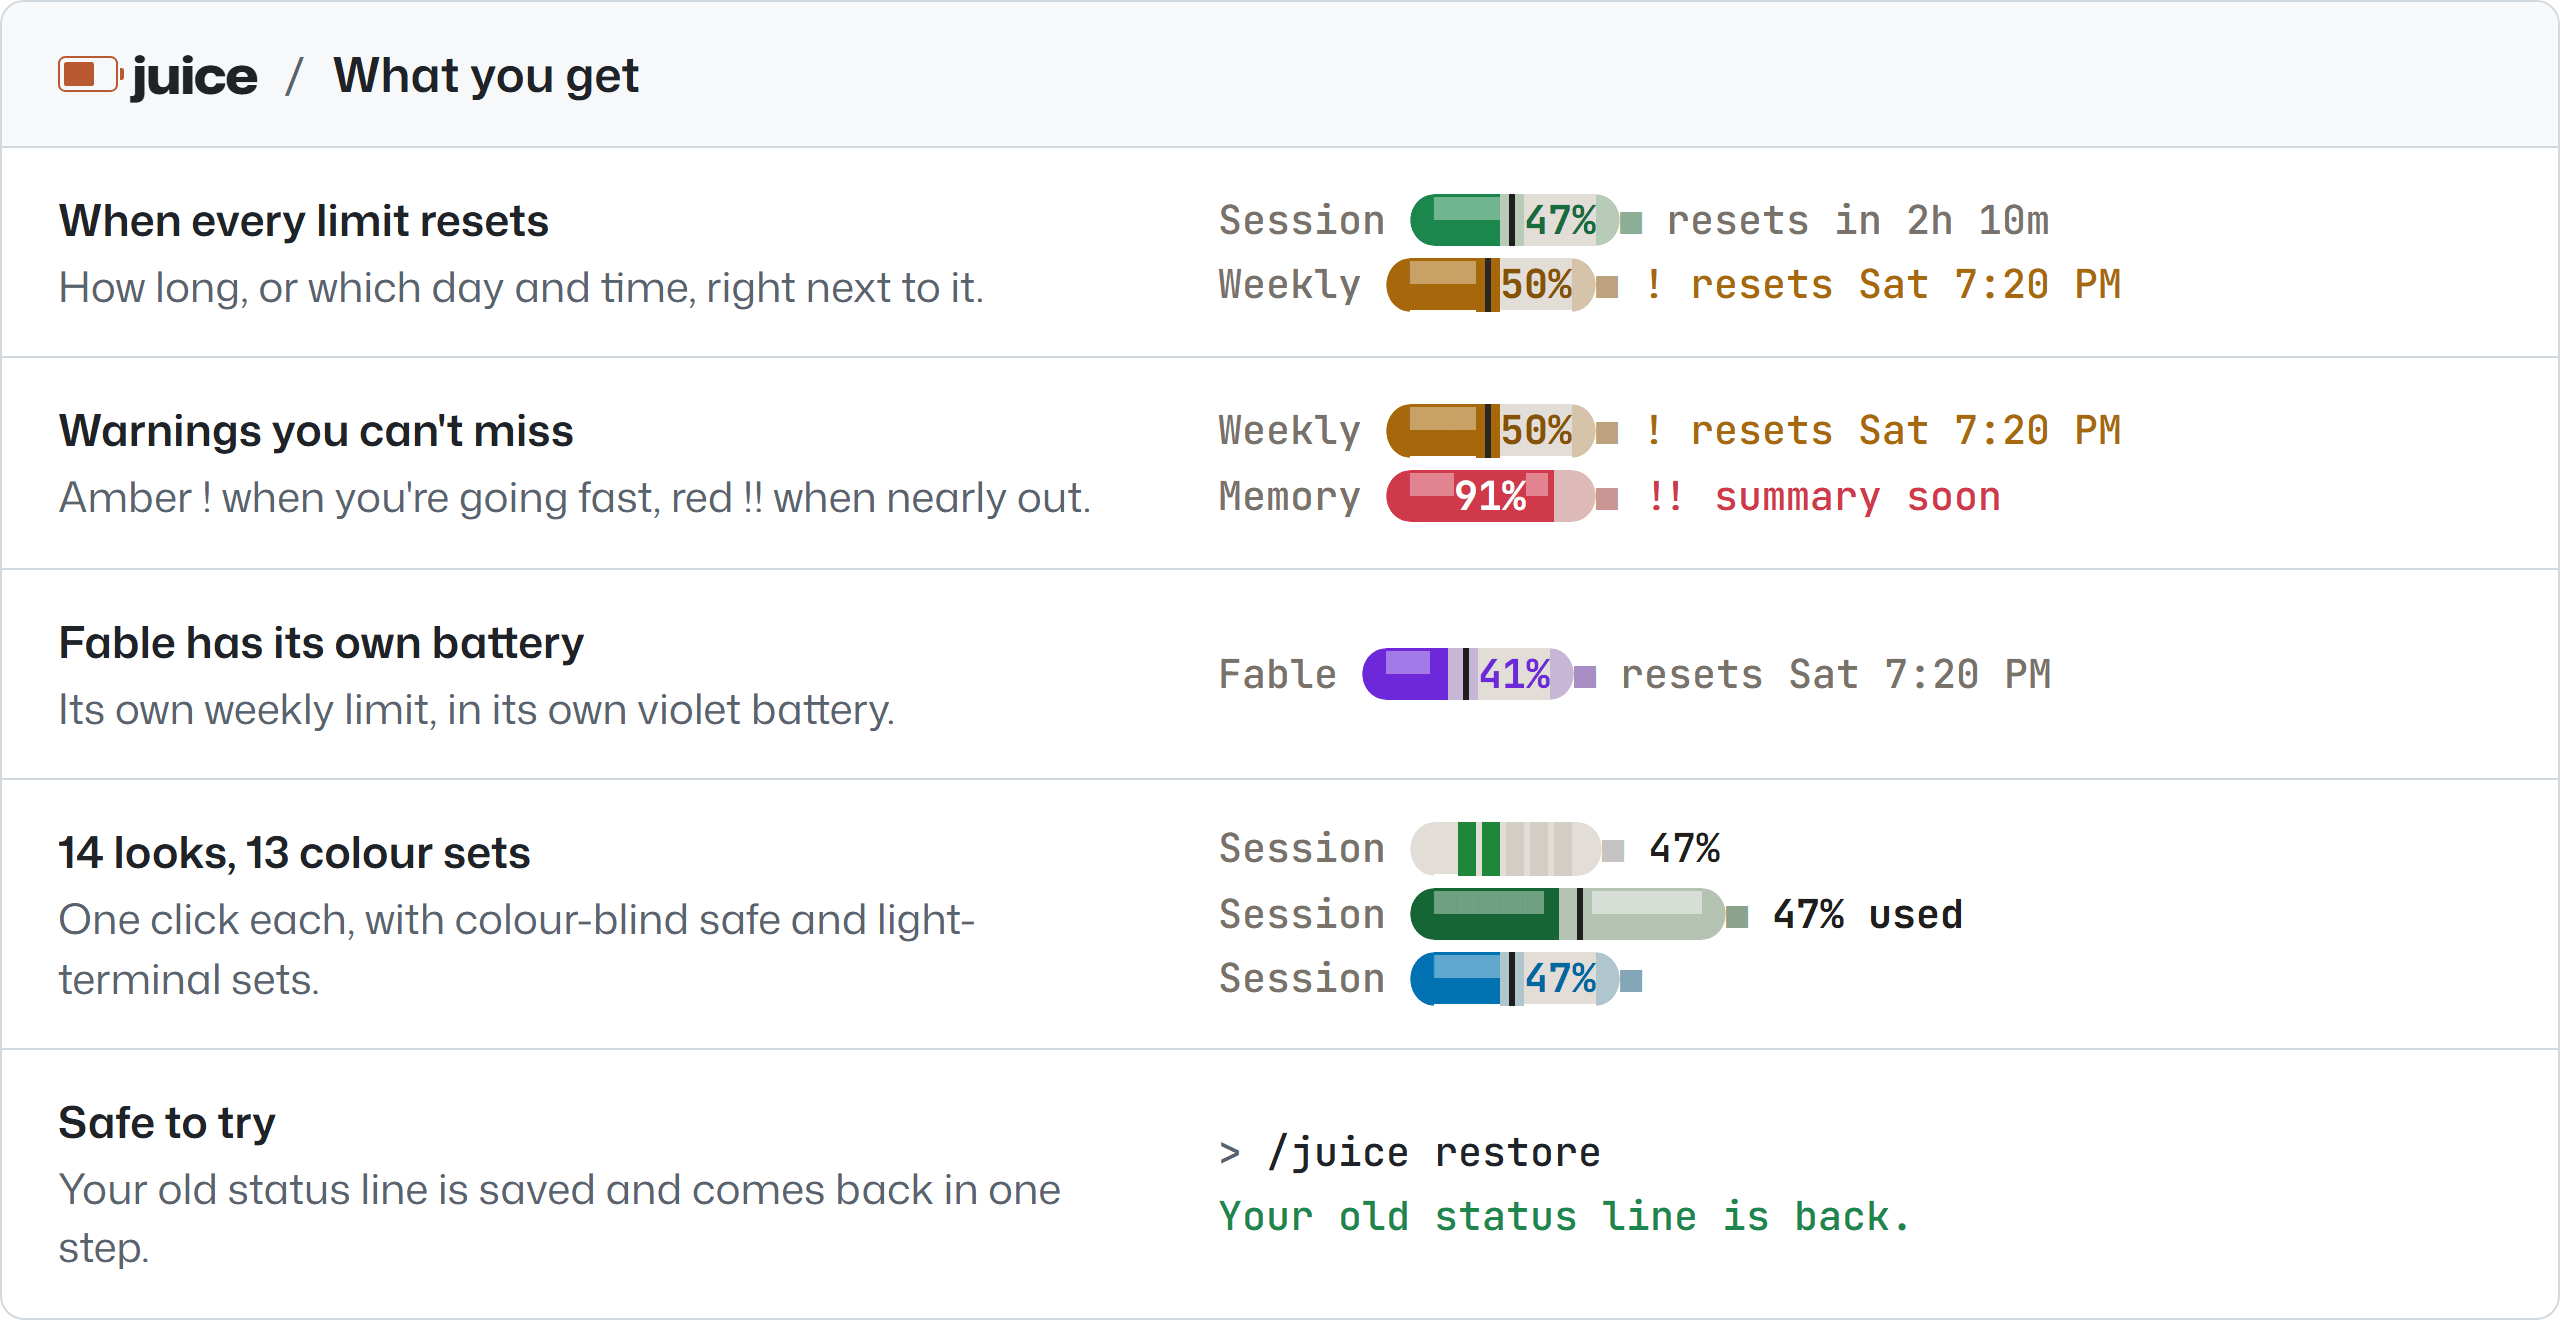 juice / What you get
When every limit resets
How long, or which day and time, right next to it.
Session 47% resets in 2h 10m
Weekly 50% ! resets Sat 7:20 PM
Warnings you can't miss
Amber ! when you're going fast, red !! when nearly out.
Weekly 50% ! resets Sat 7:20 PM
Memory 91% !! summary soon
Fable has its own battery
Its own weekly limit, in its own violet battery.
Fable 41% resets Sat 7:20 PM
14 looks, 13 colour sets
One click each, with colour-blind safe and light-
terminal sets.
Session 47%
Session 47% used
Session 47%
Safe to try
Your old status line is saved and comes back in one
step.
> /juice restore
Your old status line is back.